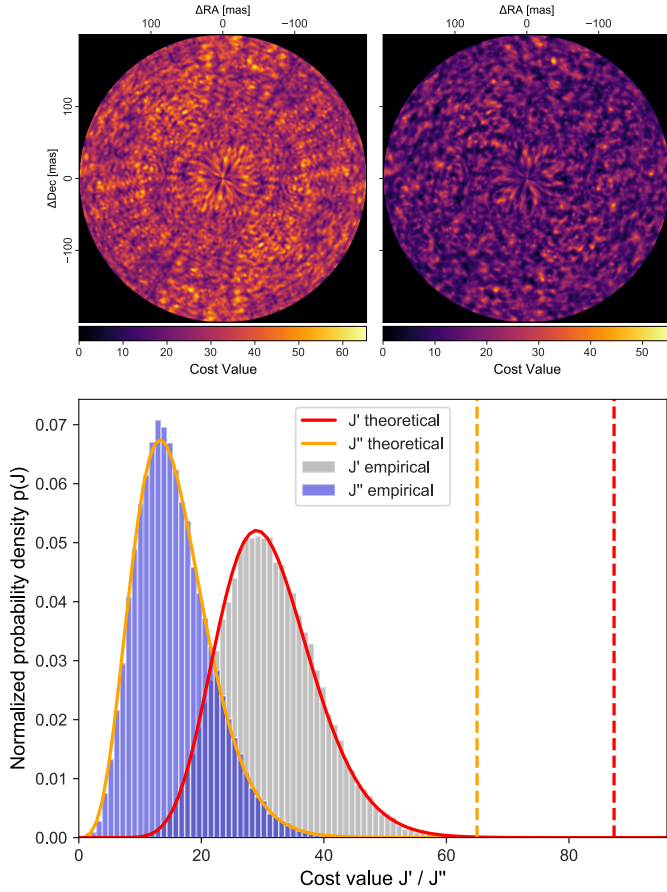 ΔRA [mas]
ΔRA [mas]
100 0 −100
100 0 −100
ΔDec [mas]
100
0
−100
0 10 20 30 40 50 60
0 10 20 30 40 50
Cost Value
Cost Value
Normalized probability density p(J)
0.07
0.06
0.05
0.04
0.03
0.02
0.01
0.00
J' theoretical
J'' theoretical
J' empirical
J'' empirical
0 20 40 60 80
Cost value J' / J''